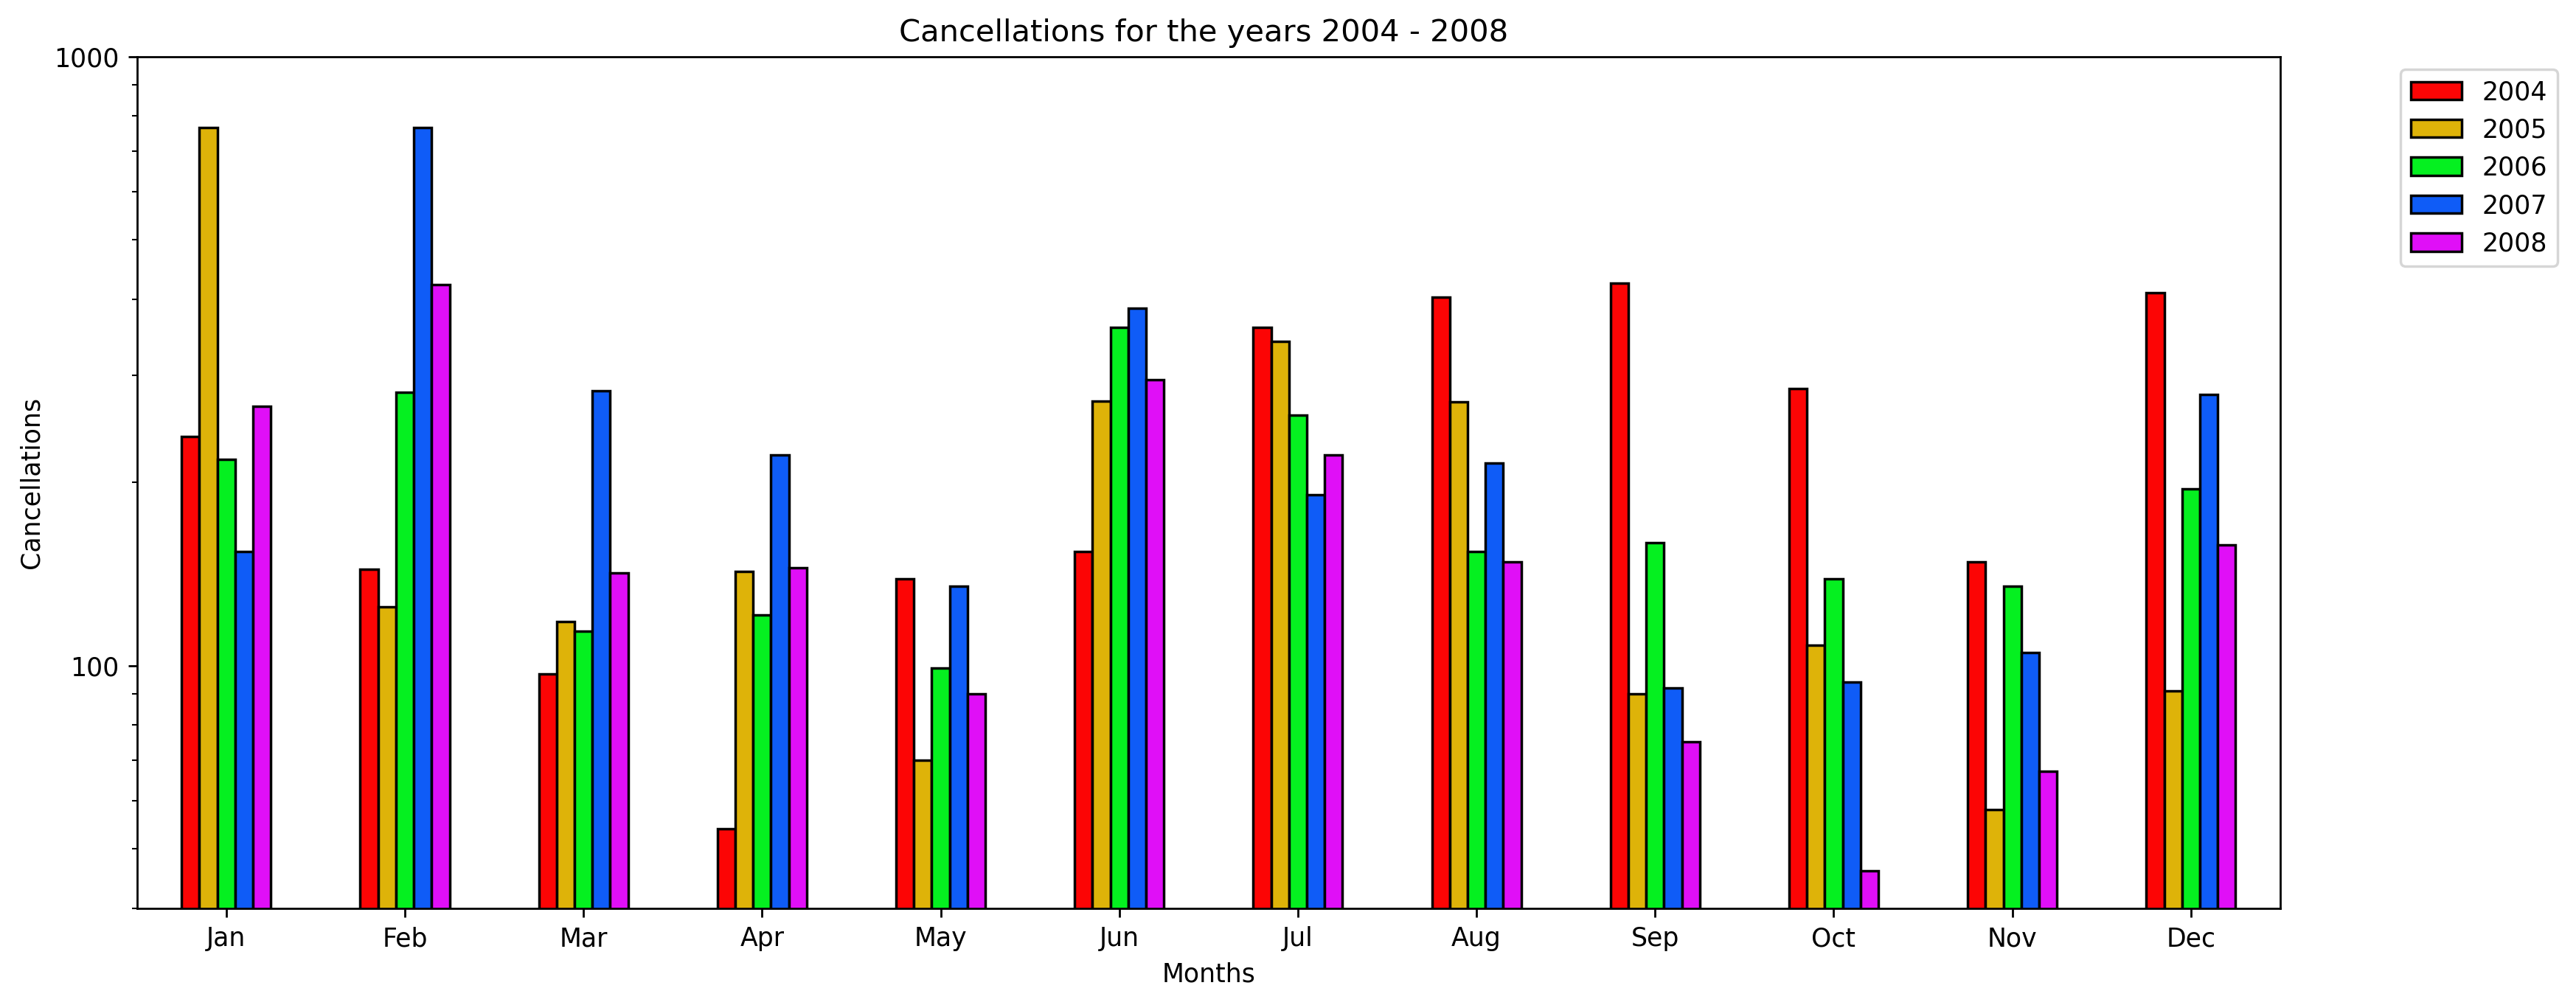 Cancellations for the years 2004 - 2008
1000
100
Cancellations
Jan Feb Mar Apr May Jun Jul Aug Sep Oct Nov Dec
Months
2004
2005
2006
2007
2008